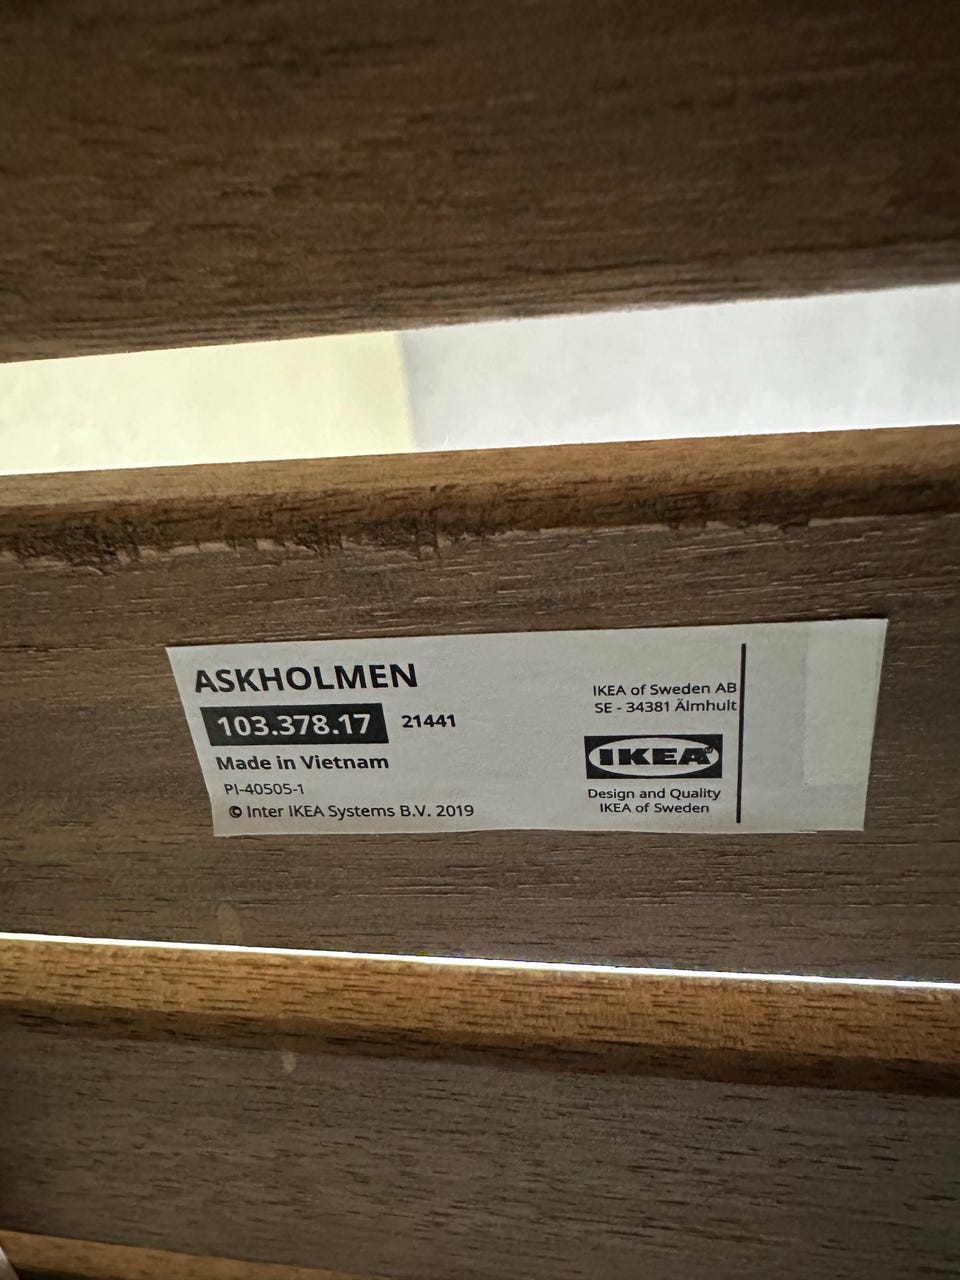 ASKHOLMEN
103.378.17 21441
Made in Vietnam
PI-40505-1
© Inter IKEA Systems B.V. 2019
IKEA of Sweden AB
SE - 34381 Älmhult
IKEA®
Design and Quality
IKEA of Sweden